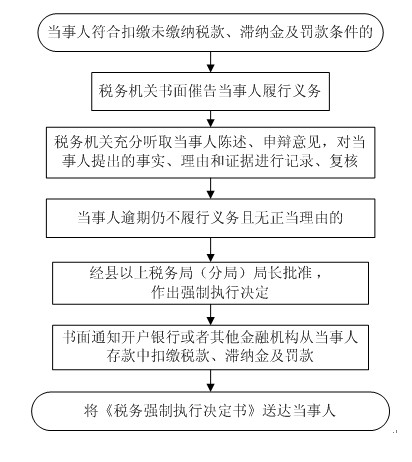 当事人符合扣缴未缴纳税款、滞纳金及罚款条件的
税务机关书面催告当事人履行义务
税务机关充分听取当事人陈述、申辩意见，对当
事人提出的事实、理由和证据进行记录、复核
当事人逾期仍不履行义务且无正当理由的
经县以上税务局（分局）局长批准，
作出强制执行决定
书面通知开户银行或者其他金融机构从当事人
存款中扣缴税款、滞纳金及罚款
将《税务强制执行决定书》送达当事人